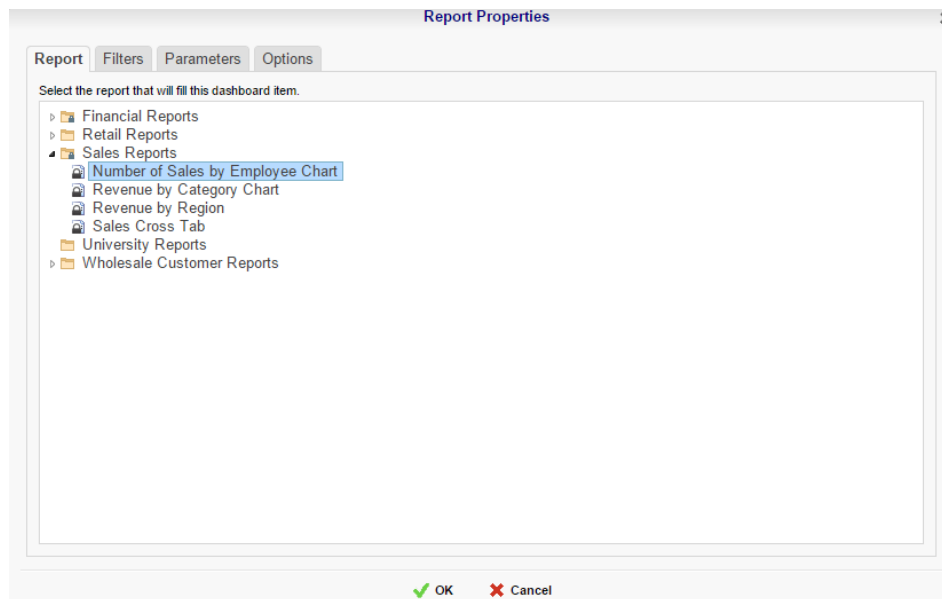 Report Properties
Report Filters Parameters Options
Select the report that will fill this dashboard item.
Financial Reports
Retail Reports
Sales Reports
Number of Sales by Employee Chart
Revenue by Category Chart
Revenue by Region
Sales Cross Tab
University Reports
Wholesale Customer Reports
OK Cancel